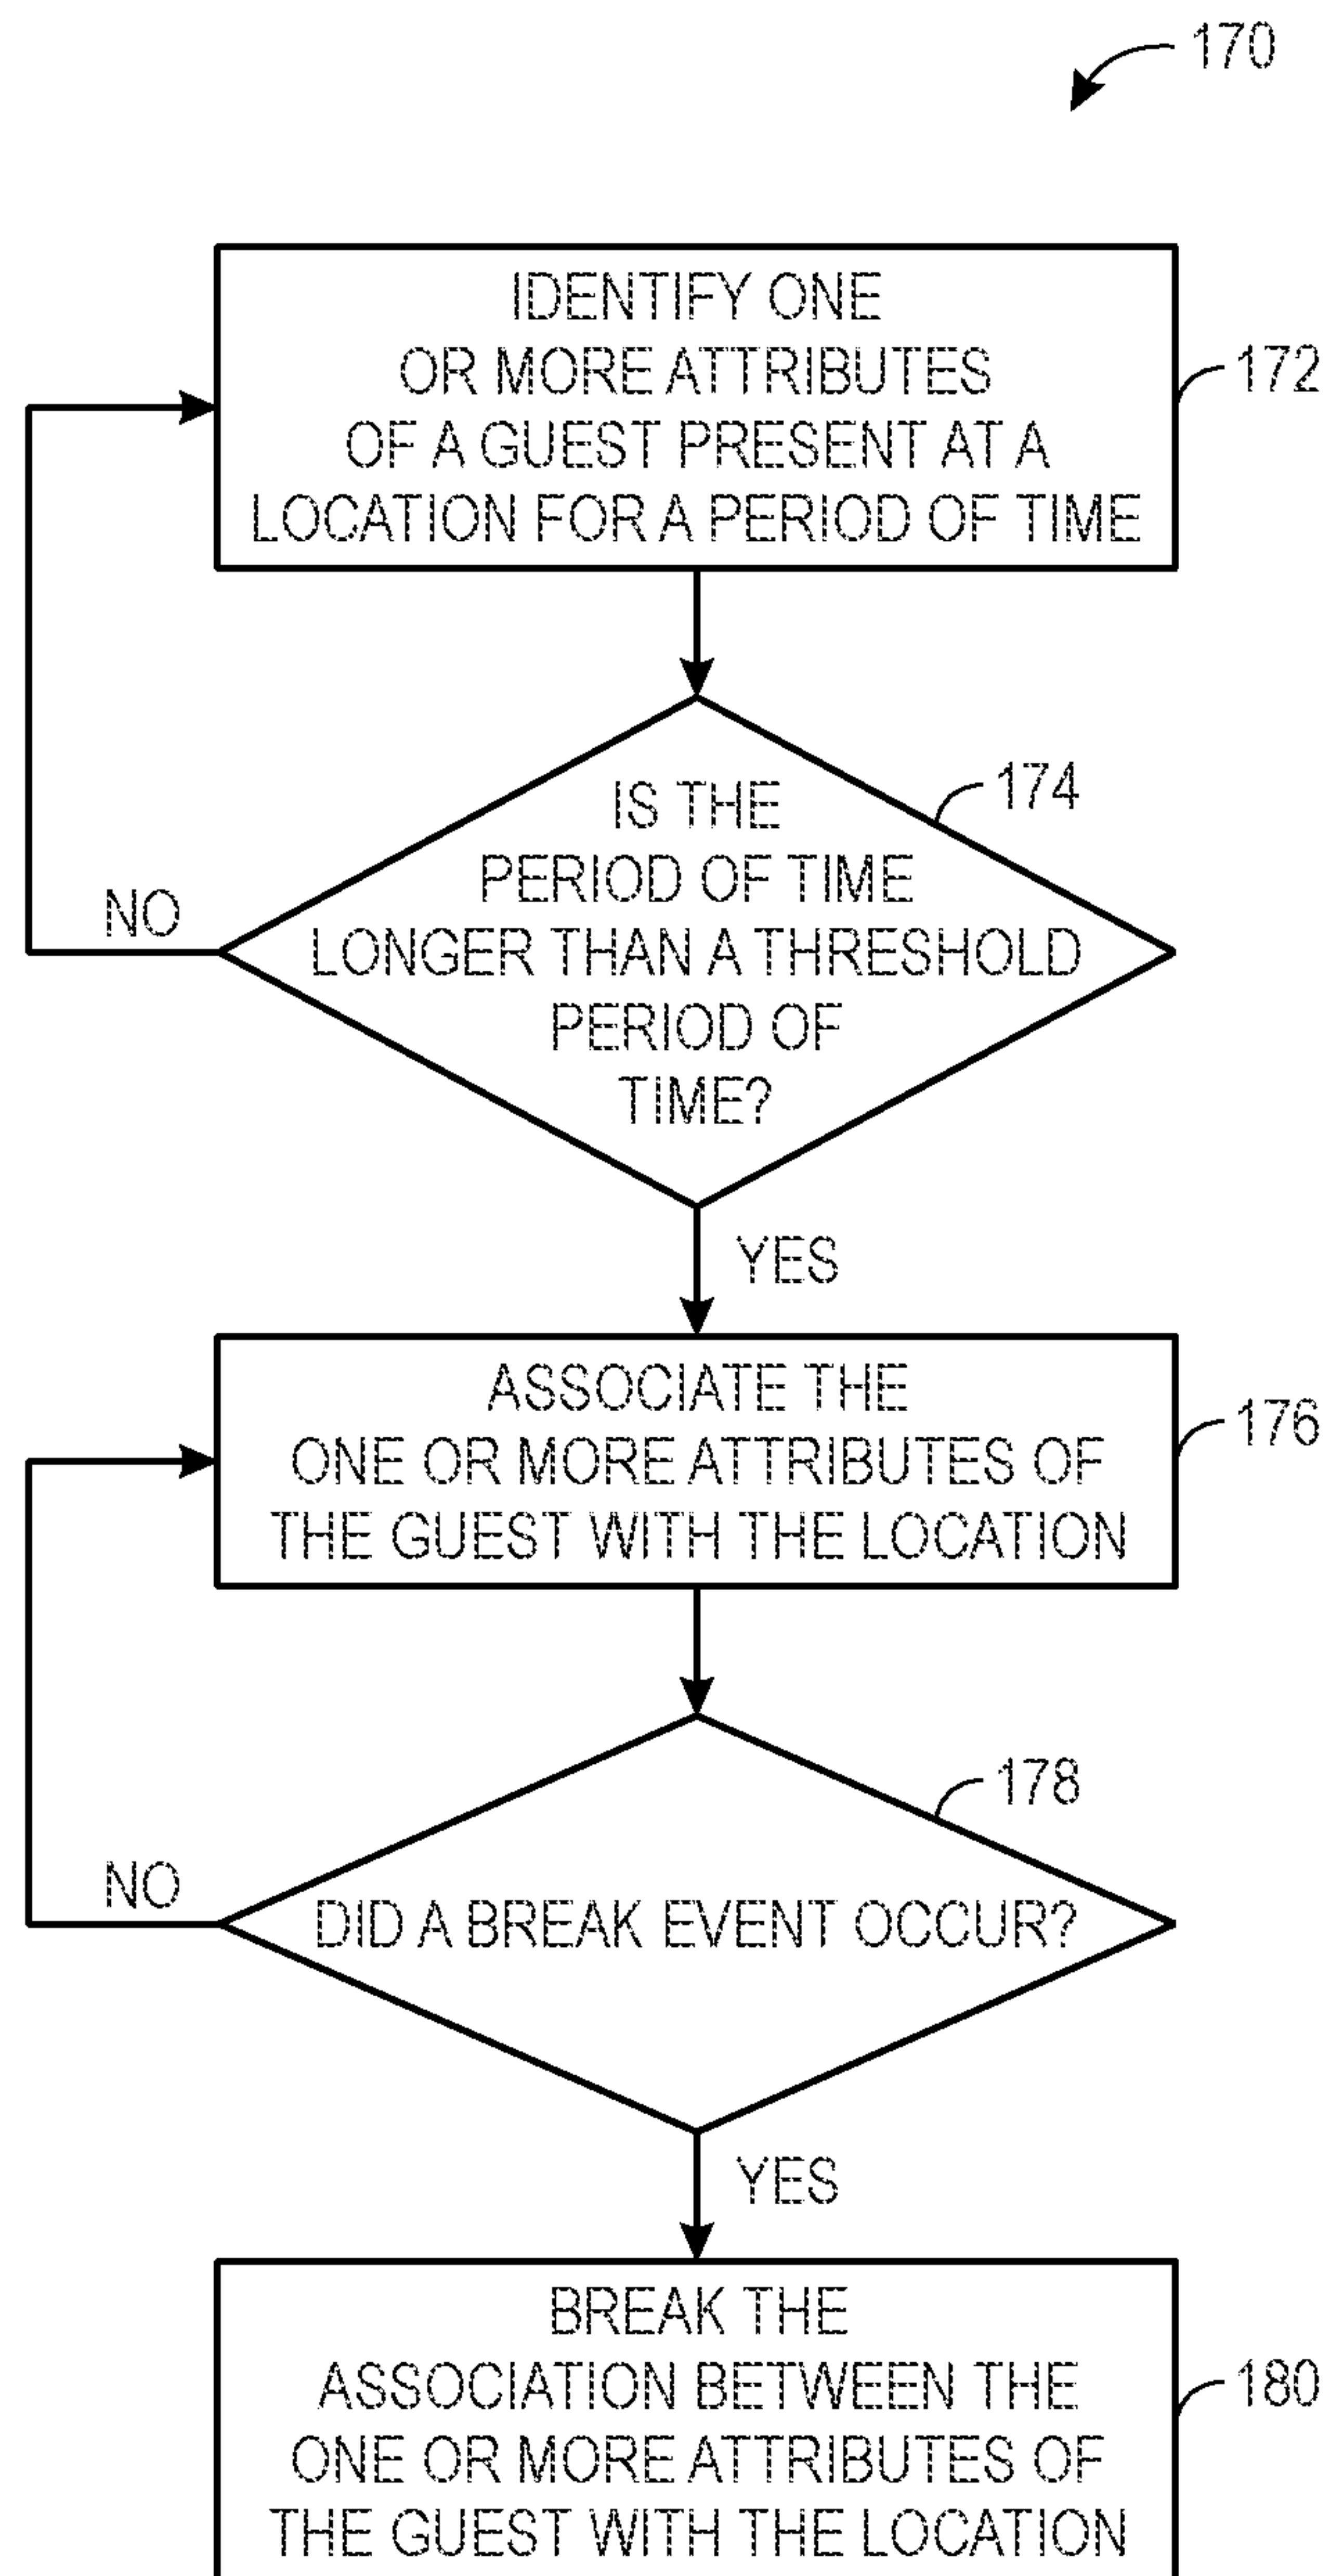 170
IDENTIFY ONE
OR MORE ATTRIBUTES
OF A GUEST PRESENT AT A
LOCATION FOR A PERIOD OF TIME
172
174
IS THE
PERIOD OF TIME
LONGER THAN A THRESHOLD
PERIOD OF
TIME?
NO
YES
ASSOCIATE THE
ONE OR MORE ATTRIBUTES OF
THE GUEST WITH THE LOCATION
176
178
DID A BREAK EVENT OCCUR?
NO
YES
BREAK THE
ASSOCIATION BETWEEN THE
ONE OR MORE ATTRIBUTES OF
THE GUEST WITH THE LOCATION
180